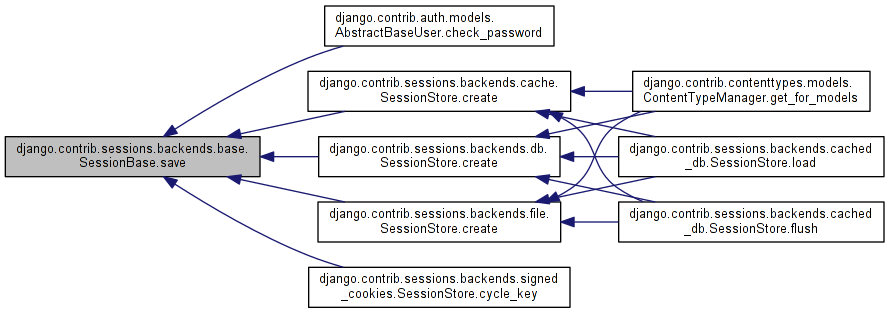 django.contrib.auth.models.
AbstractBaseUser.check_password
django.contrib.sessions.backends.cache.
SessionStore.create
django.contrib.contenttypes.models.
ContentTypeManager.get_for_models
django.contrib.sessions.backends.base.
SessionBase.save
django.contrib.sessions.backends.db.
SessionStore.create
django.contrib.sessions.backends.cached
_db.SessionStore.load
django.contrib.sessions.backends.file.
SessionStore.create
django.contrib.sessions.backends.cached
_db.SessionStore.flush
django.contrib.sessions.backends.signed
_cookies.SessionStore.cycle_key